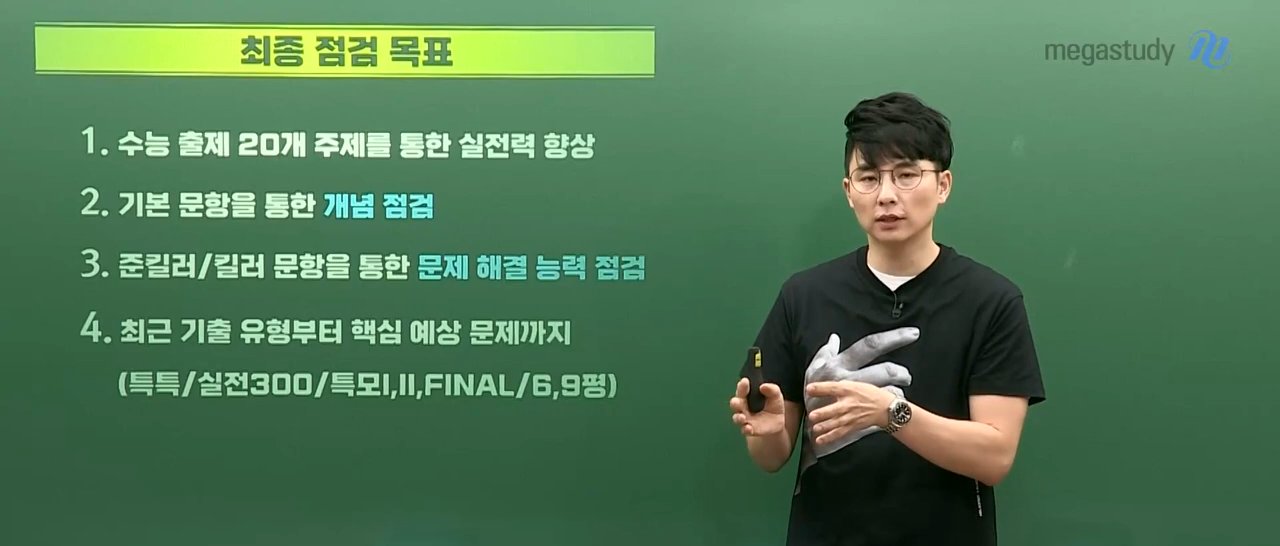 최종 점검 목표
megastudy
1. 수능 출제 20개 주제를 통한 실전력 향상
2. 기본 문항을 통한 개념 점검
3. 준킬러/킬러 문항을 통한 문제 해결 능력 점검
4. 최근 기출 유형부터 핵심 예상 문제까지
(특특/실전300/특모I,II,FINAL/6,9평)